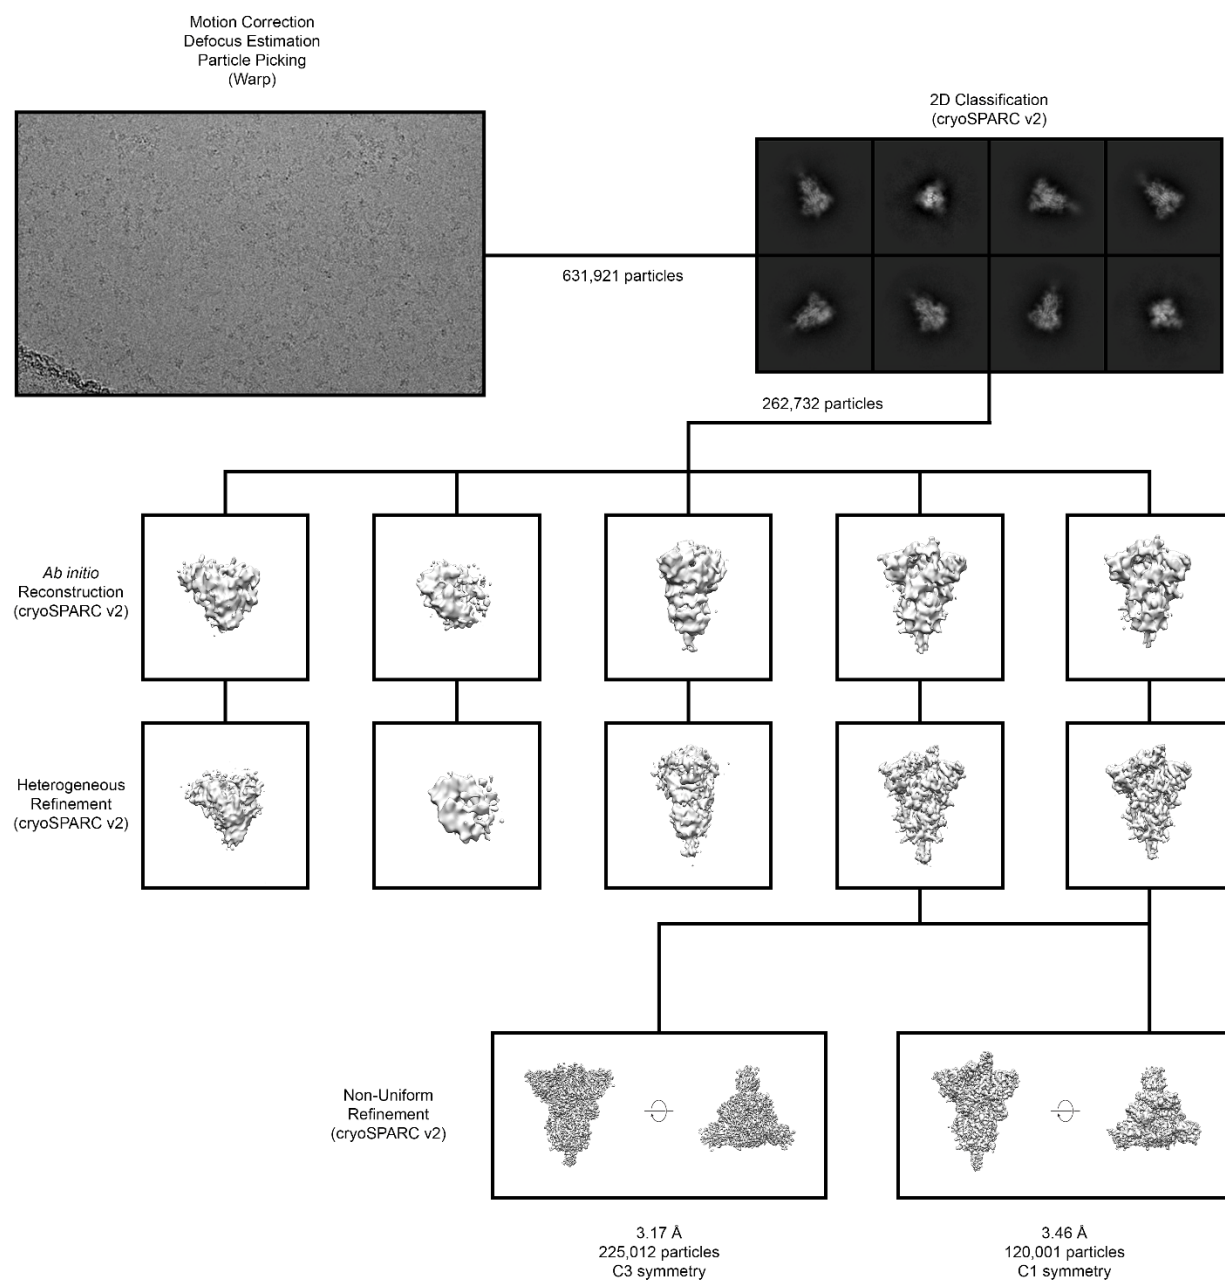 Motion Correction
Defocus Estimation
Particle Picking
(Warp)
2D Classification
(cryoSPARC v2)
631,921 particles
262,732 particles
Ab initio
Reconstruction
(cryoSPARC v2)
Heterogeneous
Refinement
(cryoSPARC v2)
Non-Uniform
Refinement
(cryoSPARC v2)
3.17 Å
225,012 particles
C3 symmetry
3.46 Å
120,001 particles
C1 symmetry